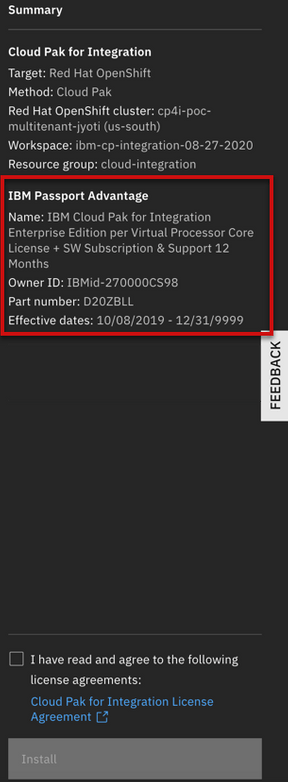 Summary
Cloud Pak for Integration
Target: Red Hat OpenShift
Method: Cloud Pak
Red Hat OpenShift cluster: cp4i-poc-
multitenant-jyoti (us-south)
Workspace: ibm-cp-integration-08-27-2020
Resource group: cloud-integration
IBM Passport Advantage
Name: IBM Cloud Pak for Integration
Enterprise Edition per Virtual Processor Core
License + SW Subscription & Support 12
Months
Owner ID: IBMid-270000CS98
Part number: D20ZBLL
Effective dates: 10/08/2019 - 12/31/9999
FEEDBACK
I have read and agree to the following
license agreements:
Cloud Pak for Integration License
Agreement
Install